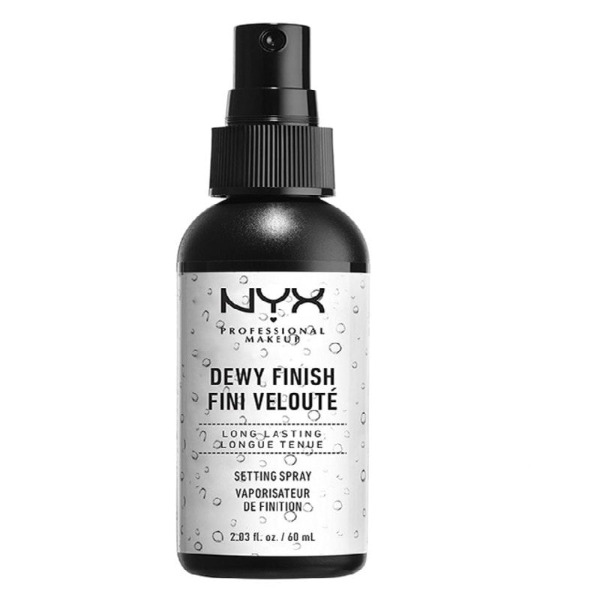 NYX
PROFESSIONAL
MAKEUP
DEWY FINISH
FINI VELOUTÉ
LONG LASTING
LONGUE TENUE
SETTING SPRAY
VAPORISATEUR
DE FINITION
2.03 fl. oz. / 60 mL